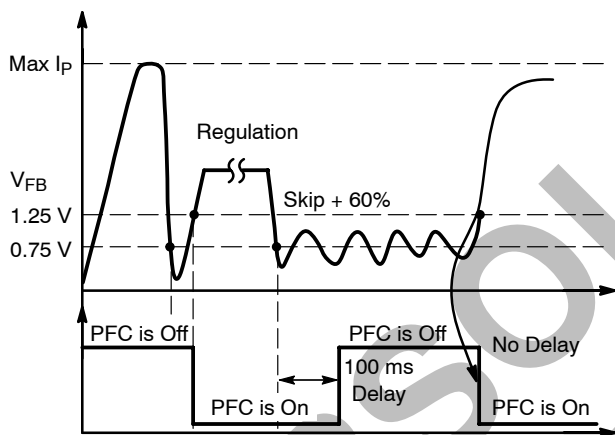 Max IP
Regulation
VFB
Skip + 60%
1.25 V
0.75 V
PFC is Off
PFC is Off
No Delay
100 ms
Delay
PFC is On
PFC is On